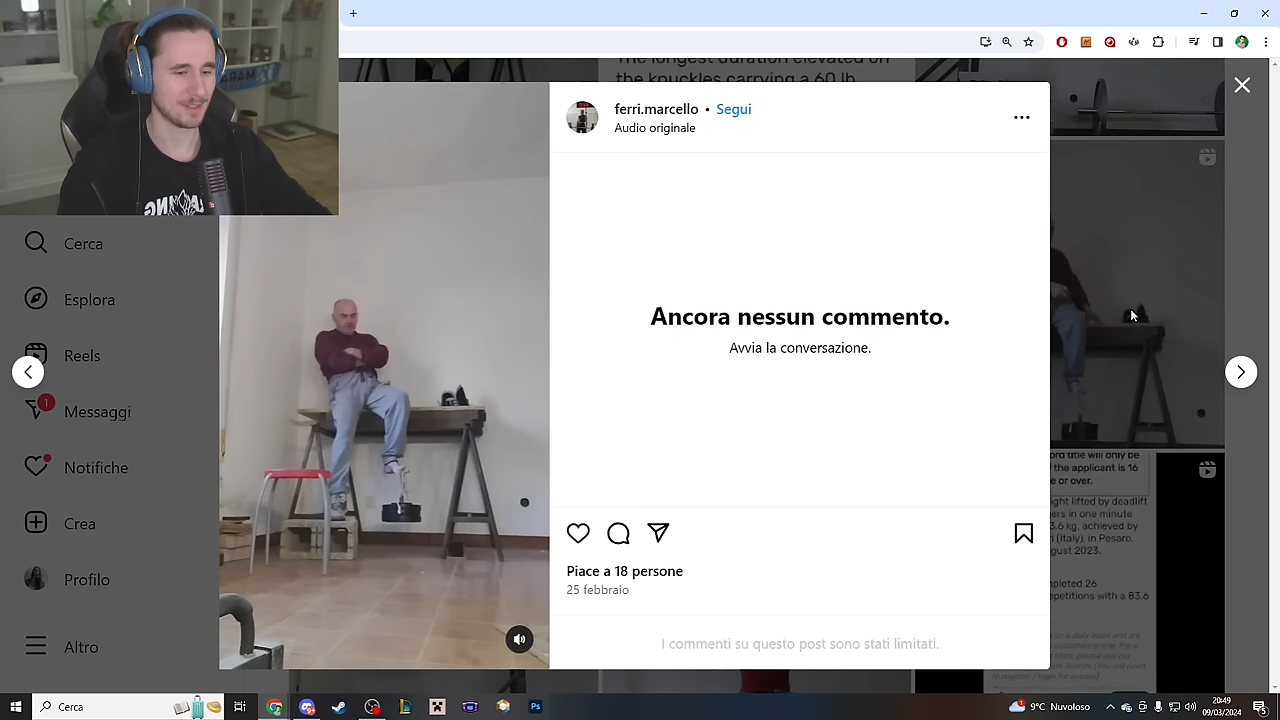 The longest duration elevated on
the knuckles carrying a 60 lb
ferri.marcello • Segui
Audio originale
Cerca
Esplora
Reels
1
Messaggi
Notifiche
Crea
Profilo
Altro
Ancora nessun commento.
Avvia la conversazione.
Piace a 18 persone
25 febbraio
I commenti su questo post sono stati limitati.
ord title will only be
the applicant is 16
e or over.
ght lifted by deadlift
ers in one minute
3.6 kg, achieved by
ri (Italy), in Pesaro,
gust 2023.
mpleted 26
epetitions with a 83.6
Cerca
1
9°C Nuvoloso
20:49
09/03/2024